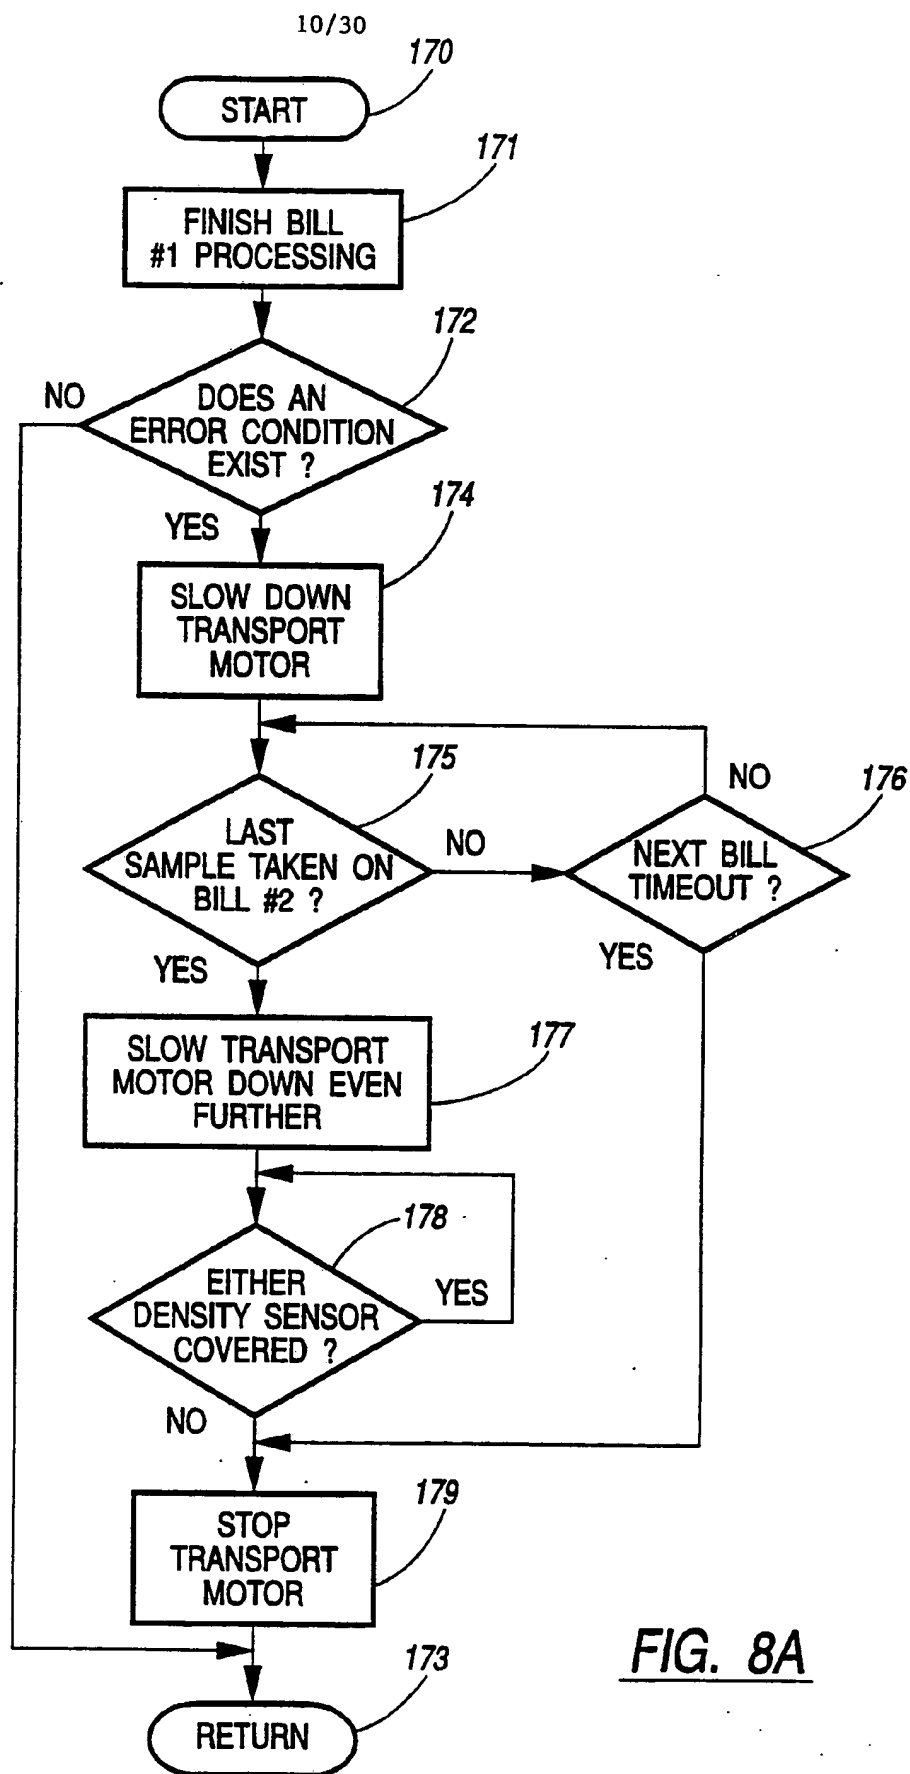 10/30
170
START
171
FINISH BILL
#1 PROCESSING
172
NO
DOES AN
ERROR CONDITION
EXIST ?
174
YES
SLOW DOWN
TRANSPORT
MOTOR
175
NO
176
LAST
SAMPLE TAKEN ON
BILL #2 ?
NO
NEXT BILL
TIMEOUT ?
YES
YES
SLOW TRANSPORT
MOTOR DOWN EVEN
FURTHER
177
178
EITHER
DENSITY SENSOR
COVERED ?
YES
NO
179
STOP
TRANSPORT
MOTOR
FIG. 8A
173
RETURN